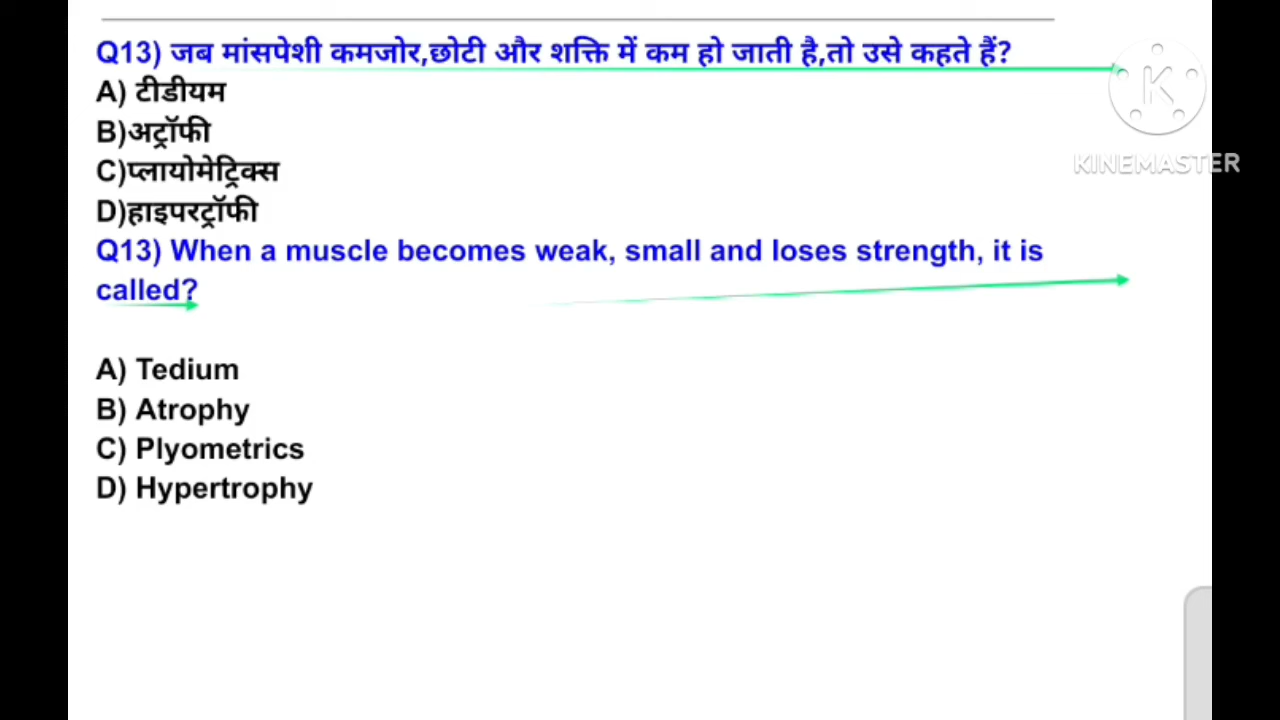 Q13) जब मांसपेशी कमजोर,छोटी और शक्ति में कम हो जाती है,तो उसे कहते हैं?
A) टीडीयम
B)अट्रॉफी
C)प्लायोमेट्रिक्स
D)हाइपरट्रॉफी
Q13) When a muscle becomes weak, small and loses strength, it is
called?
A) Tedium
B) Atrophy
C) Plyometrics
D) Hypertrophy
K
KINEMASTER